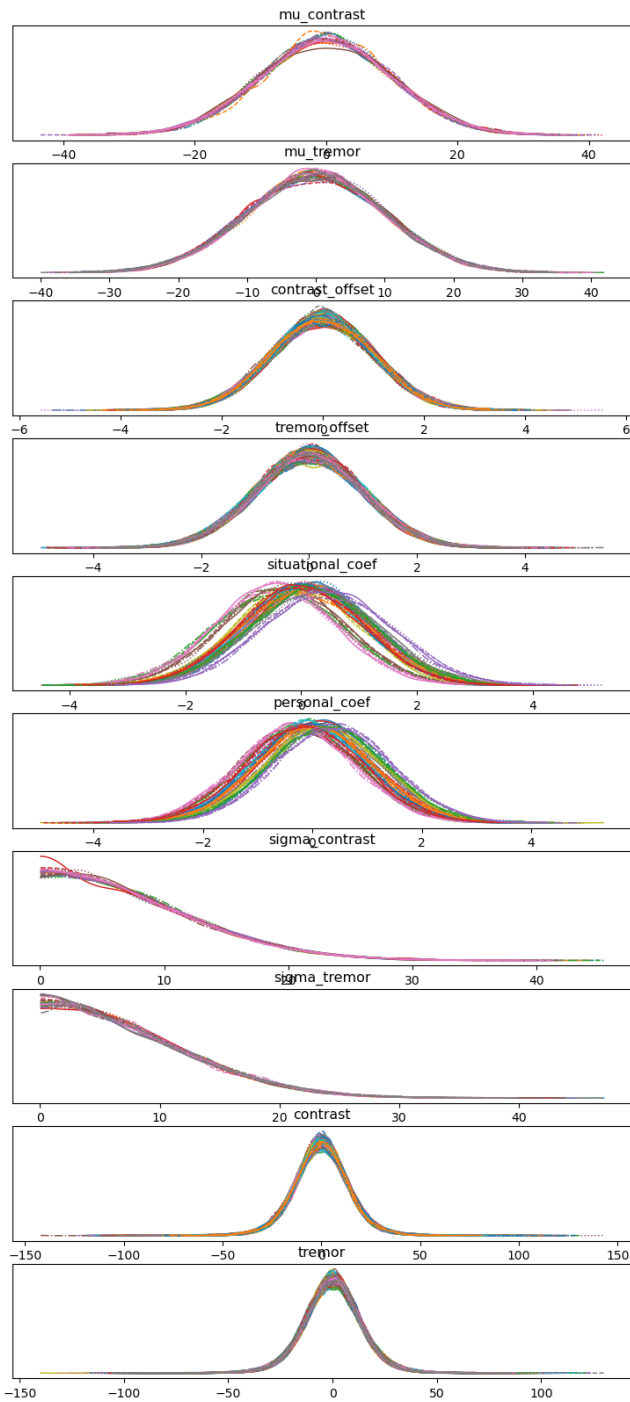 mu_contrast
−40 −20 0 20 40
mu_tremor
−40 −30 −20 −10 0 10 20 30 40
contrast_offset
−6 −4 −2 0 2 4 6
tremor_offset
−4 −2 0 2 4
situational_coef
−4 −2 0 2 4
personal_coef
−4 −2 0 2 4
sigma_contrast
0 10 20 30 40
sigma_tremor
0 10 20 30 40
contrast
−150 −100 −50 0 50 100 150
tremor
−150 −100 −50 0 50 100